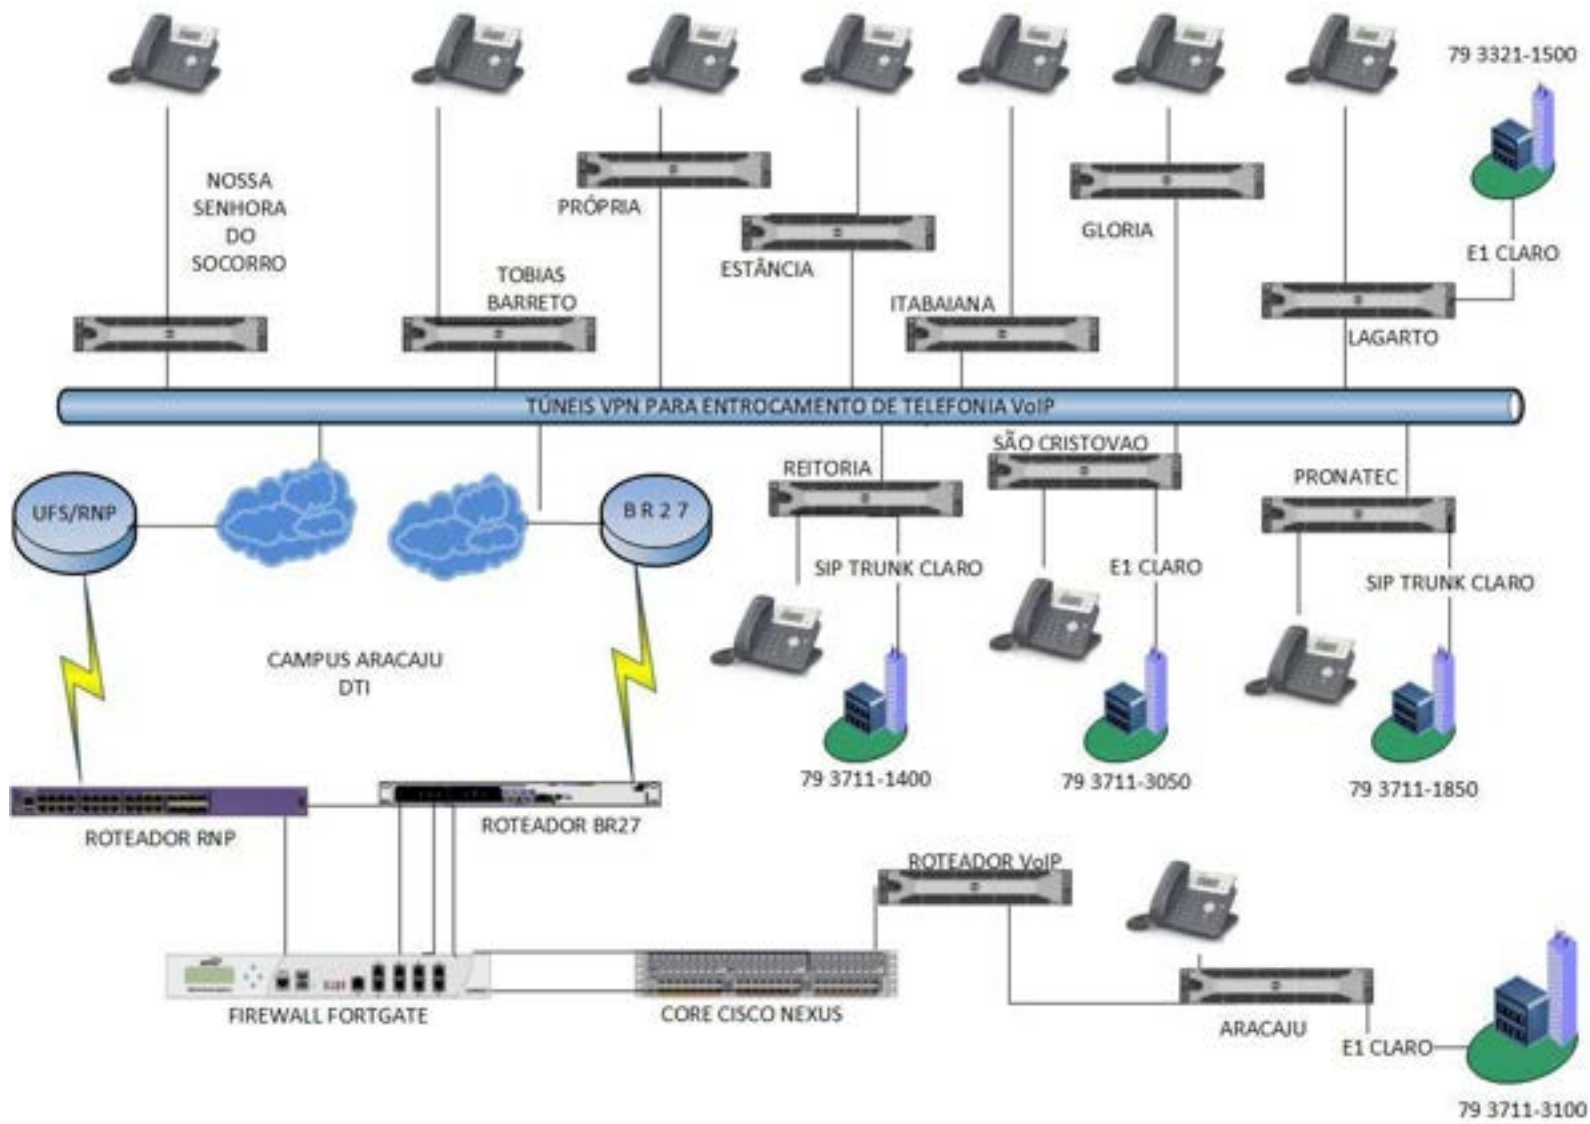 79 3321-1500
NOSSA
SENHORA
DO
SOCORRO
PRÓPRIA
GLORIA
E1 CLARO
TOBIAS
BARRETO
ESTÂNCIA
ITABAIANA
LAGARTO
TÚNEIS VPN PARA ENTROCAMENTO DE TELEFONIA VoIP
UFS/RNP
BR27
REITORIA
SÃO CRISTOVAO
PRONATEC
SIP TRUNK CLARO
E1 CLARO
SIP TRUNK CLARO
CAMPUS ARACAJU
DTI
79 3711-1400
79 3711-3050
79 3711-1850
ROTEADOR RNP
ROTEADOR BR27
ROTEADOR VoIP
FIREWALL FORTGATE
CORE CISCO NEXUS
ARACAJU
E1 CLARO
79 3711-3100